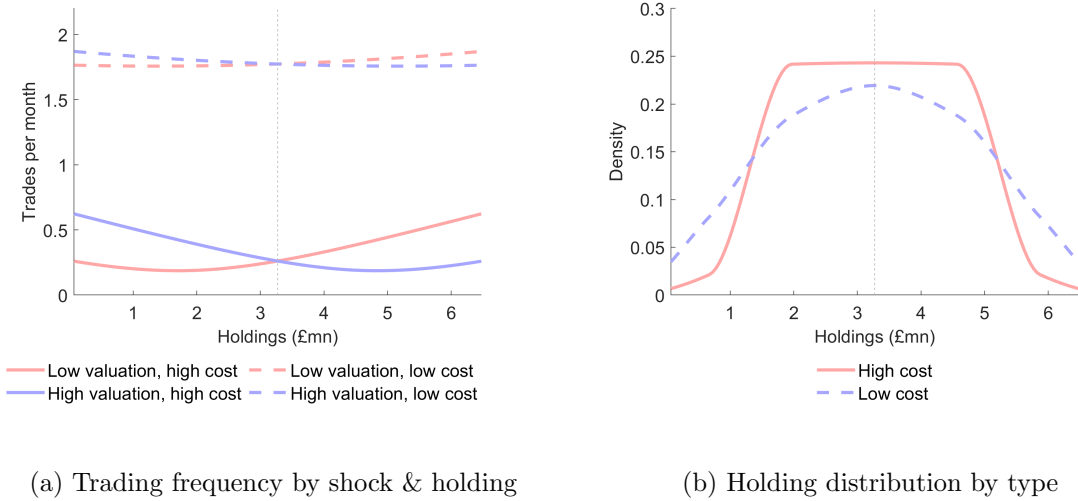 2
1.5
1
0.5
0
Trades per month
1 2 3 4 5 6
Holdings (£mn)
Low valuation, high cost Low valuation, low cost
High valuation, high cost High valuation, low cost
(a) Trading frequency by shock & holding
0.3
0.25
0.2
0.15
0.1
0.05
0
Density
1 2 3 4 5 6
Holdings (£mn)
High cost
Low cost
(b) Holding distribution by type